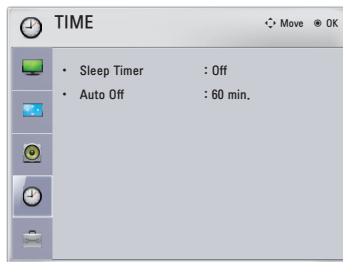 TIME Move OK
• Sleep Timer : Off
• Auto Off : 60 min.